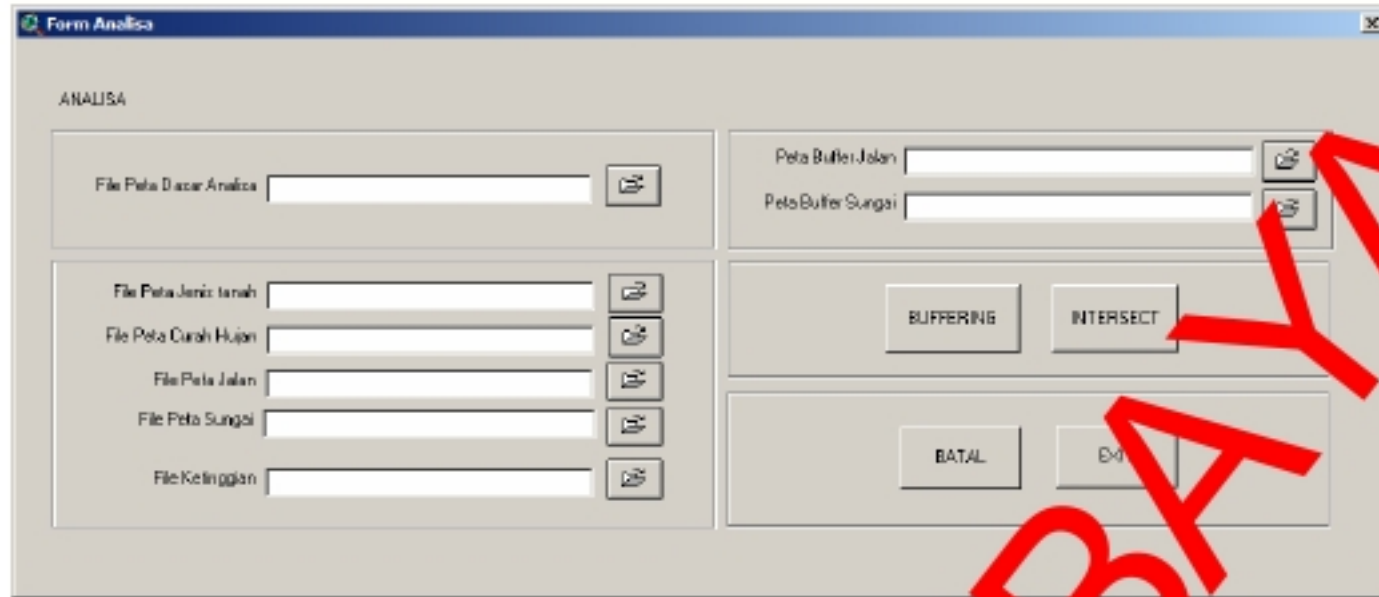 Form Analisa
ANALISA
File Peta Dasar Analisa
File Peta Jenis tanah
File Peta Curah Hujan
File Peta Jalan
File Peta Sungai
File Ketinggian
Peta Buffer Jalan
Peta Buffer Sungai
BUFFERING
INTERSECT
BATAL
BAYA